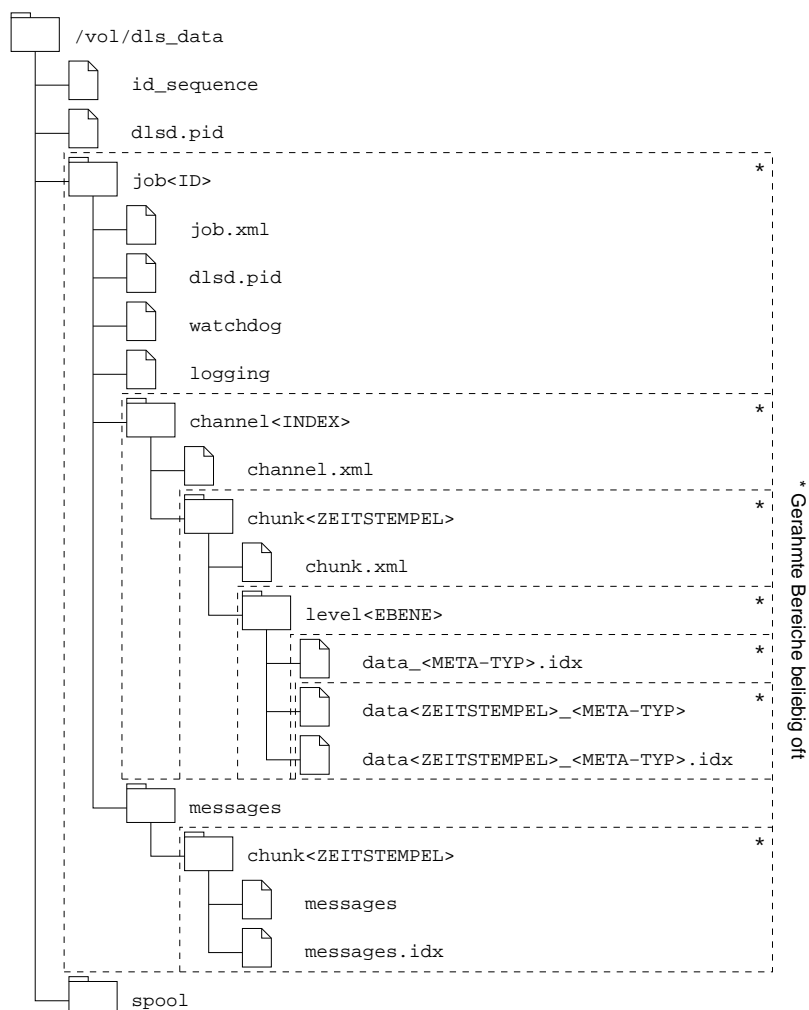 /vol/dls_data
id_sequence
dlsd.pid
job<ID>
*
job.xml
dlsd.pid
watchdog
logging
channel<INDEX>
*
channel.xml
chunk<ZEITSTEMPEL>
*
chunk.xml
level<EBENE>
*
data_<META-TYP>.idx
*
data<ZEITSTEMPEL>_<META-TYP>
*
data<ZEITSTEMPEL>_<META-TYP>.idx
messages
chunk<ZEITSTEMPEL>
*
messages
messages.idx
spool
* Gerahmte Bereiche beliebig oft